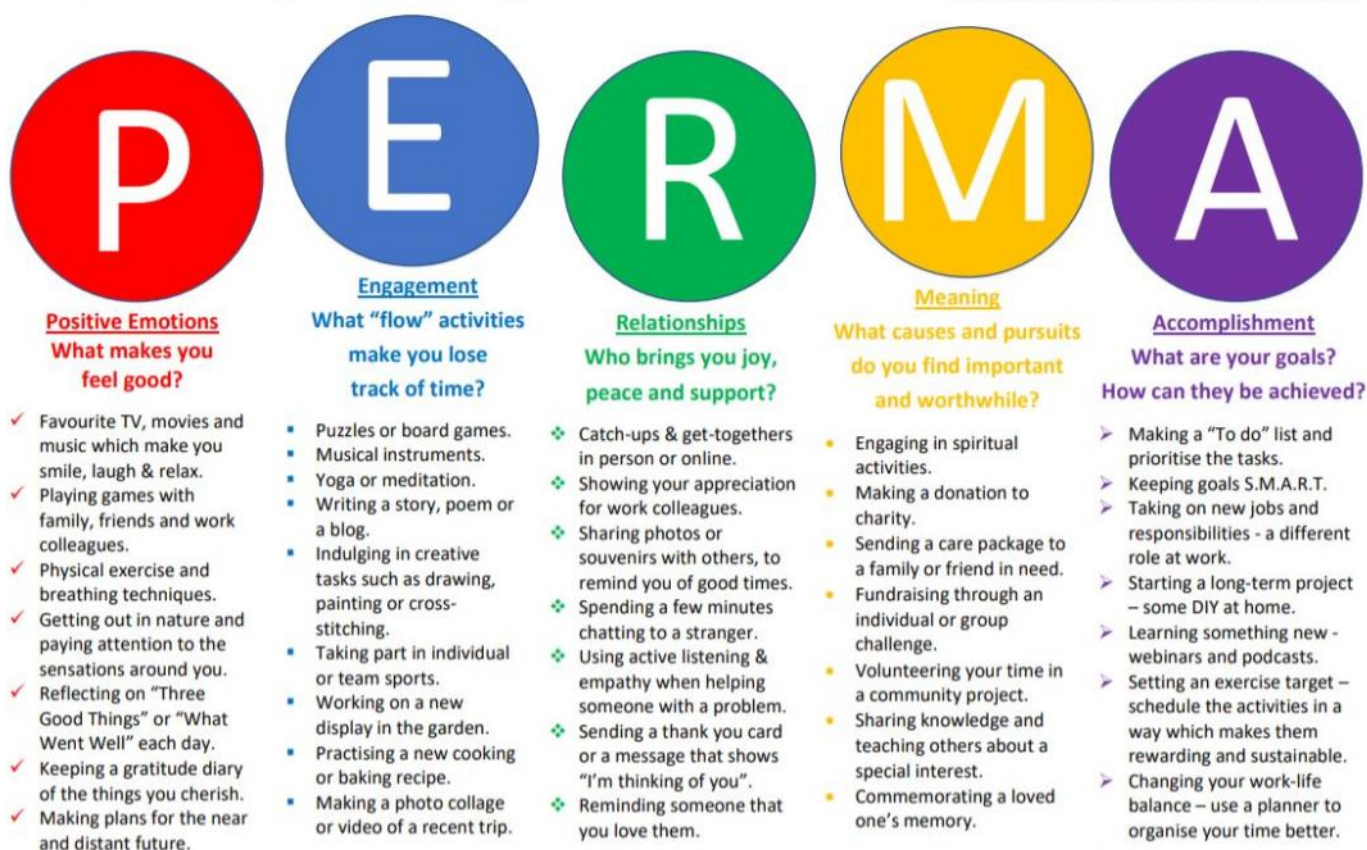 P
Positive Emotions
What makes you
feel good?
✓ Favourite TV, movies and
music which make you
smile, laugh & relax.
✓ Playing games with
family, friends and work
colleagues.
✓ Physical exercise and
breathing techniques.
✓ Getting out in nature and
paying attention to the
sensations around you.
✓ Reflecting on “Three
Good Things” or “What
Went Well” each day.
✓ Keeping a gratitude diary
of the things you cherish.
✓ Making plans for the near
and distant future.
E
Engagement
What “flow” activities
make you lose
track of time?
▪ Puzzles or board games.
▪ Musical instruments.
▪ Yoga or meditation.
▪ Writing a story, poem or
a blog.
▪ Indulging in creative
tasks such as drawing,
painting or cross-
stitching.
▪ Taking part in individual
or team sports.
▪ Working on a new
display in the garden.
▪ Practising a new cooking
or baking recipe.
▪ Making a photo collage
or video of a recent trip.
R
Relationships
Who brings you joy,
peace and support?
❖ Catch-ups & get-togethers
in person or online.
❖ Showing your appreciation
for work colleagues.
❖ Sharing photos or
souvenirs with others, to
remind you of good times.
❖ Spending a few minutes
chatting to a stranger.
❖ Using active listening &
empathy when helping
someone with a problem.
❖ Sending a thank you card
or a message that shows
“I’m thinking of you”.
❖ Reminding someone that
you love them.
M
Meaning
What causes and pursuits
do you find important
and worthwhile?
• Engaging in spiritual
activities.
• Making a donation to
charity.
• Sending a care package to
a family or friend in need.
• Fundraising through an
individual or group
challenge.
• Volunteering your time in
a community project.
• Sharing knowledge and
teaching others about a
special interest.
• Commemorating a loved
one’s memory.
A
Accomplishment
What are your goals?
How can they be achieved?
➢ Making a “To do” list and
prioritise the tasks.
➢ Keeping goals S.M.A.R.T.
➢ Taking on new jobs and
responsibilities - a different
role at work.
➢ Starting a long-term project
– some DIY at home.
➢ Learning something new -
webinars and podcasts.
➢ Setting an exercise target –
schedule the activities in a
way which makes them
rewarding and sustainable.
➢ Changing your work-life
balance – use a planner to
organise your time better.